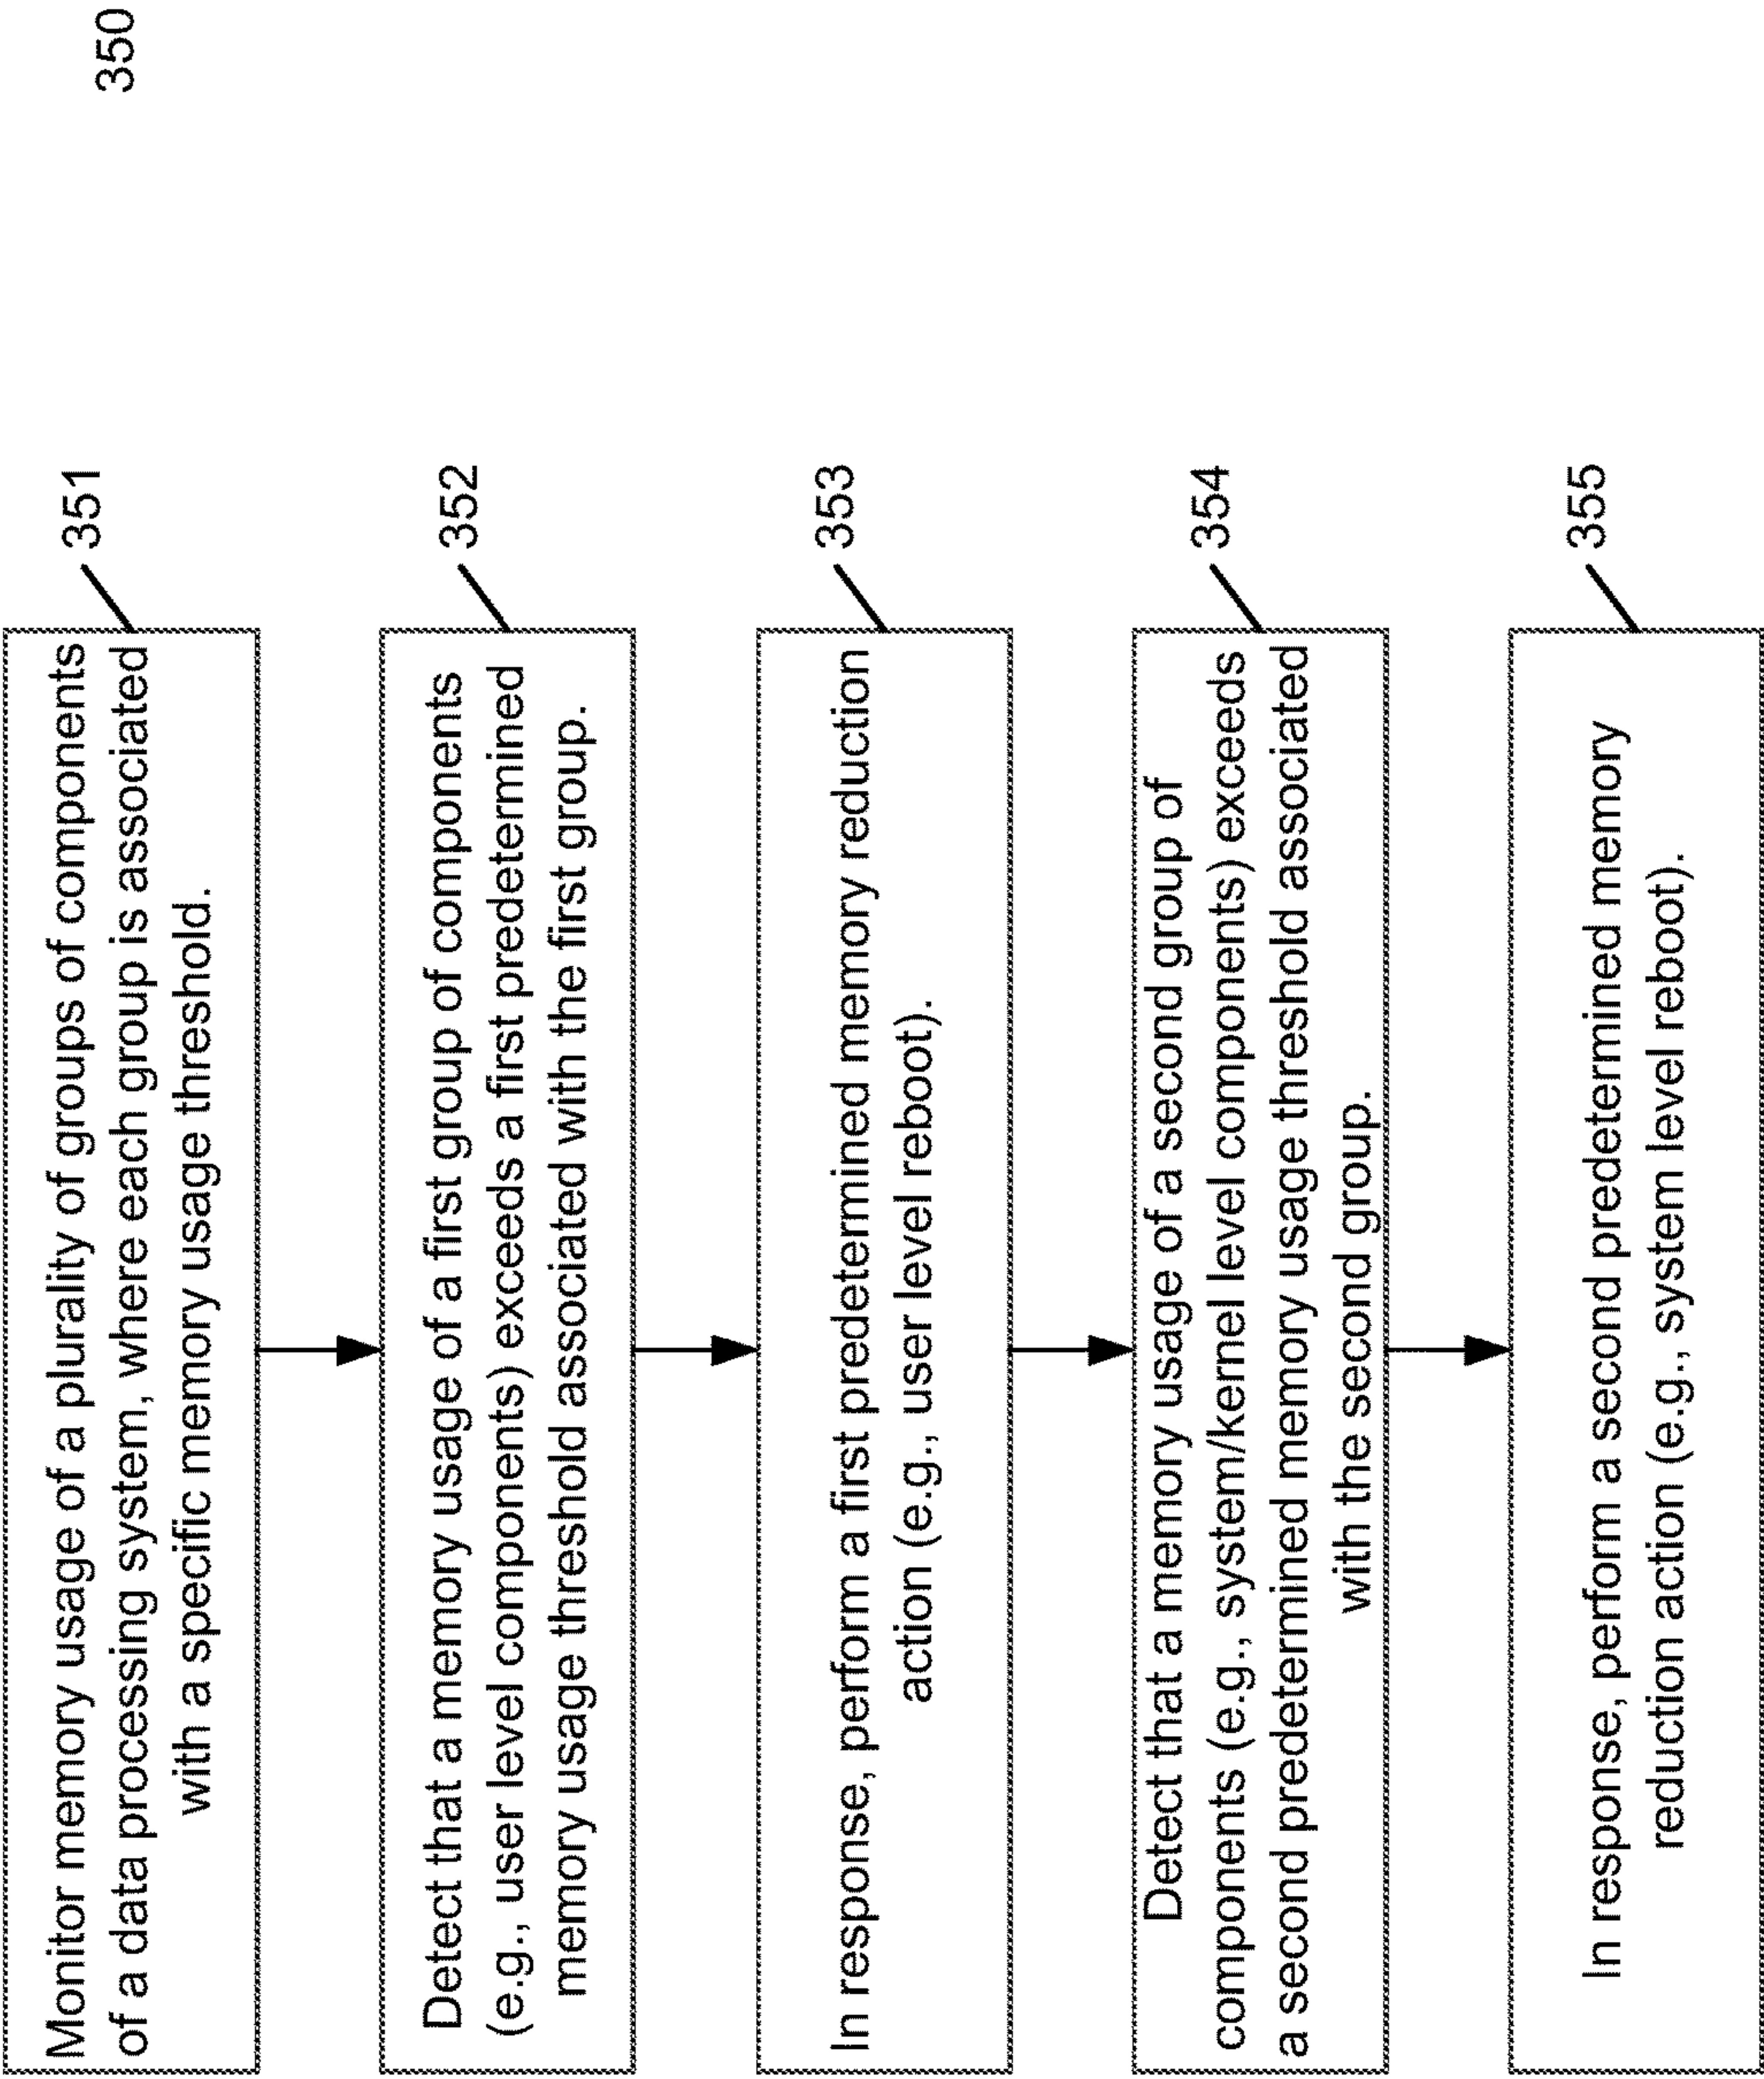 350
Monitor memory usage of a plurality of groups of components
of a data processing system, where each group is associated
with a specific memory usage threshold.
351
Detect that a memory usage of a first group of components
(e.g., user level components) exceeds a first predetermined
memory usage threshold associated with the first group.
352
In response, perform a first predetermined memory reduction
action (e.g., user level reboot).
353
Detect that a memory usage of a second group of
components (e.g., system/kernel level components) exceeds
a second predetermined memory usage threshold associated
with the second group.
354
In response, perform a second predetermined memory
reduction action (e.g., system level reboot).
355